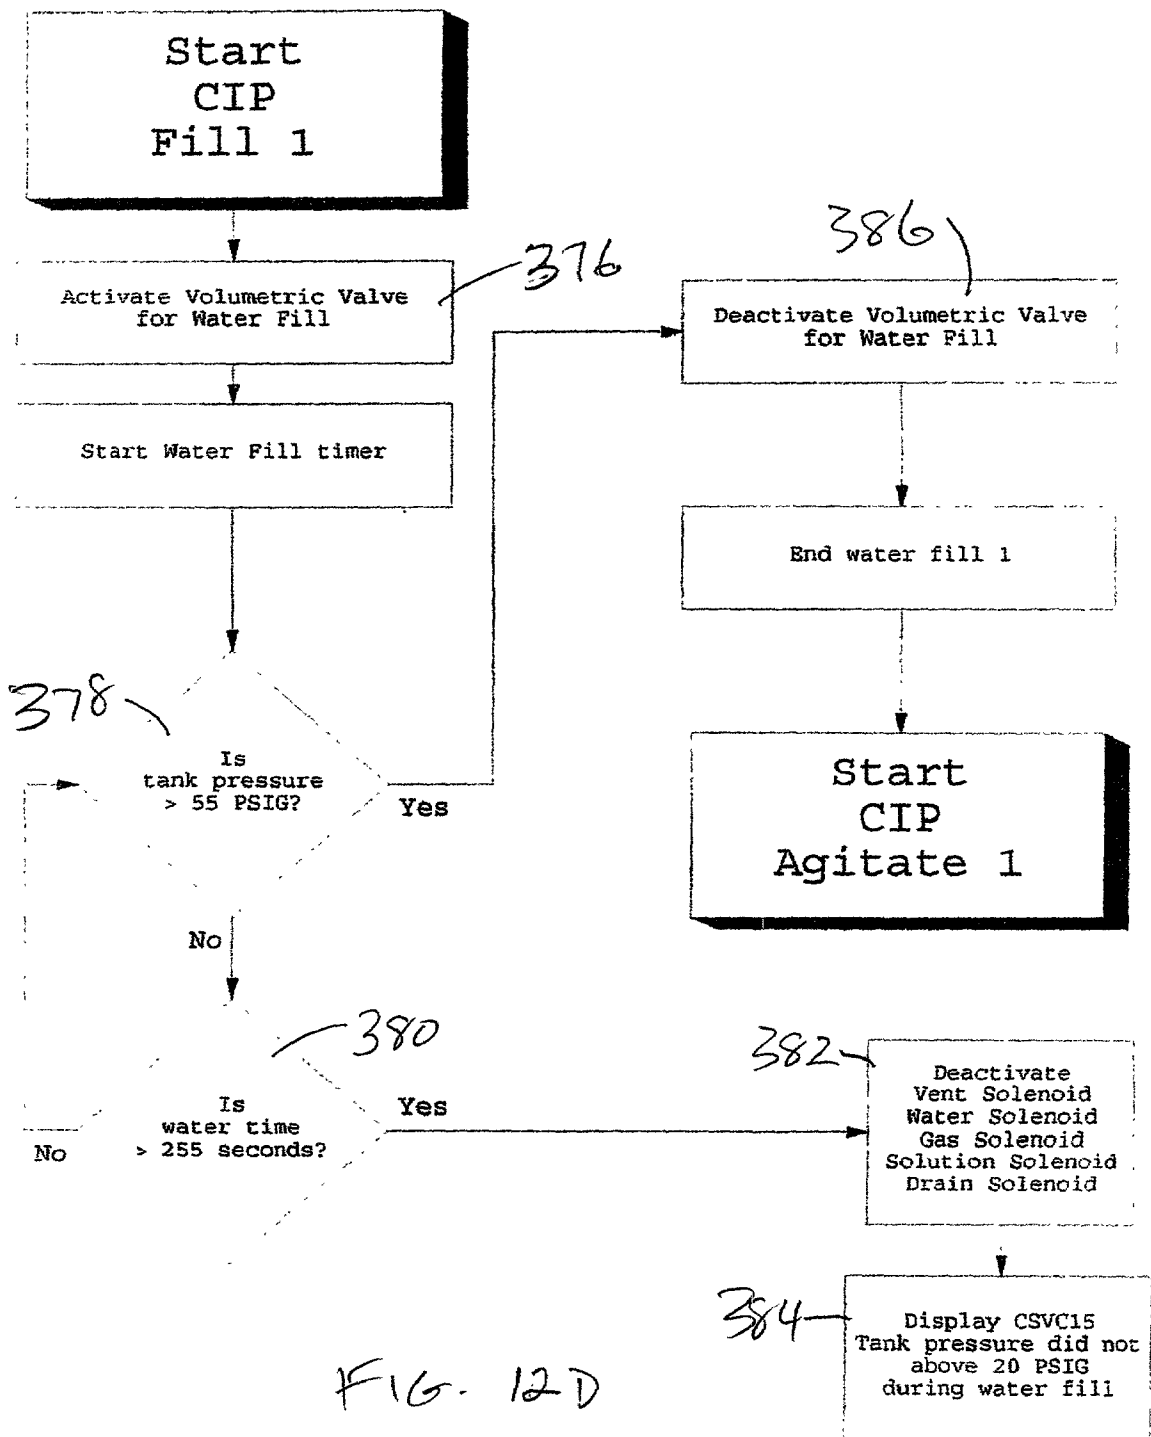 Start
CIP
Fill 1
376
Activate Volumetric Valve
for Water Fill
Start Water Fill timer
378
Is
tank pressure
> 55 PSIG?
Yes
No
380
Is
water time
> 255 seconds?
Yes
No
386
Deactivate Volumetric Valve
for Water Fill
End water fill 1
Start
CIP
Agitate 1
382
Deactivate
Vent Solenoid
Water Solenoid
Gas Solenoid
Solution Solenoid
Drain Solenoid
384
Display CSVC15
Tank pressure did not
above 20 PSIG
during water fill
FIG. 12D